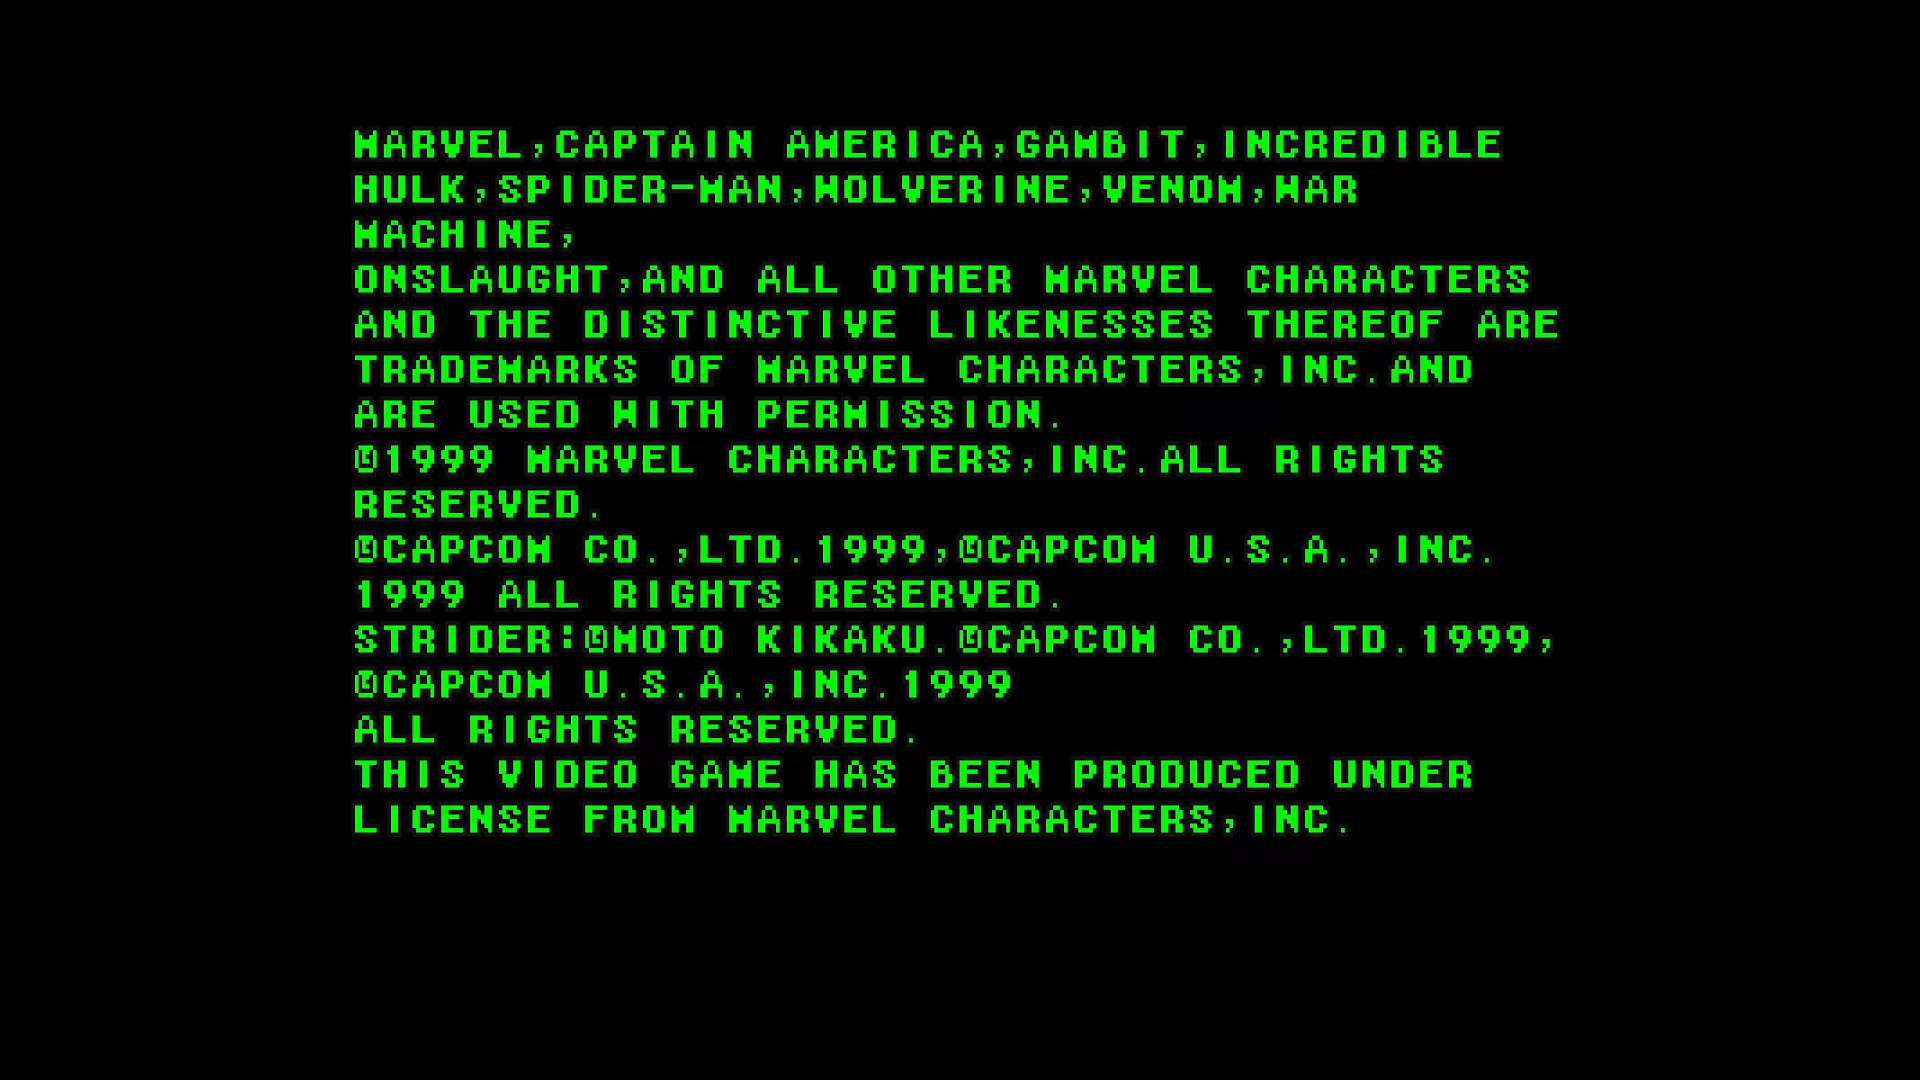 MARVEL,CAPTAIN AMERICA,GAMBIT,INCREDIBLE
HULK,SPIDER-MAN,WOLVERINE,VENOM,WAR
MACHINE,
ONSLAUGHT,AND ALL OTHER MARVEL CHARACTERS
AND THE DISTINCTIVE LIKENESSES THEREOF ARE
TRADEMARKS OF MARVEL CHARACTERS,INC.AND
ARE USED WITH PERMISSION.
©1999 MARVEL CHARACTERS,INC.ALL RIGHTS
RESERVED.
©CAPCOM CO.,LTD.1999,©CAPCOM U.S.A.,INC.
1999 ALL RIGHTS RESERVED.
STRIDER:©MOTO KIKAKU.©CAPCOM CO.,LTD.1999,
©CAPCOM U.S.A.,INC.1999
ALL RIGHTS RESERVED.
THIS VIDEO GAME HAS BEEN PRODUCED UNDER
LICENSE FROM MARVEL CHARACTERS,INC.